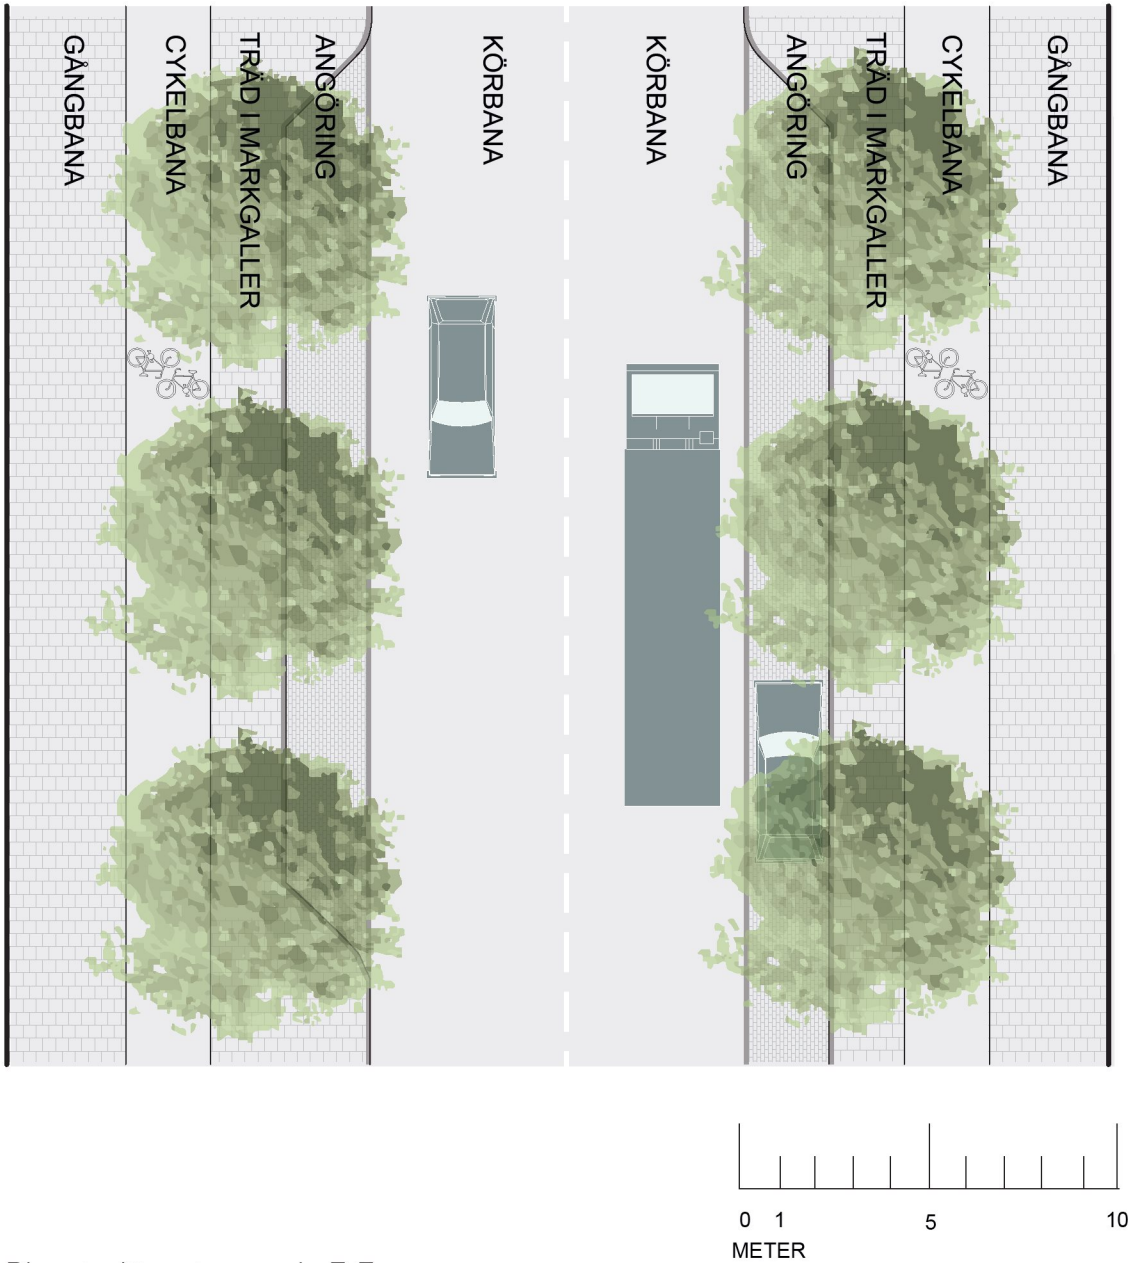 GÅNGBANA
CYKELBANA
TRÄD I MARKGALLER
ANGÖRING
KÖRBANA
KÖRBANA
ANGÖRING
TRÄD I MARKGALLER
CYKELBANA
GÅNGBANA
0 1 5 10
METER